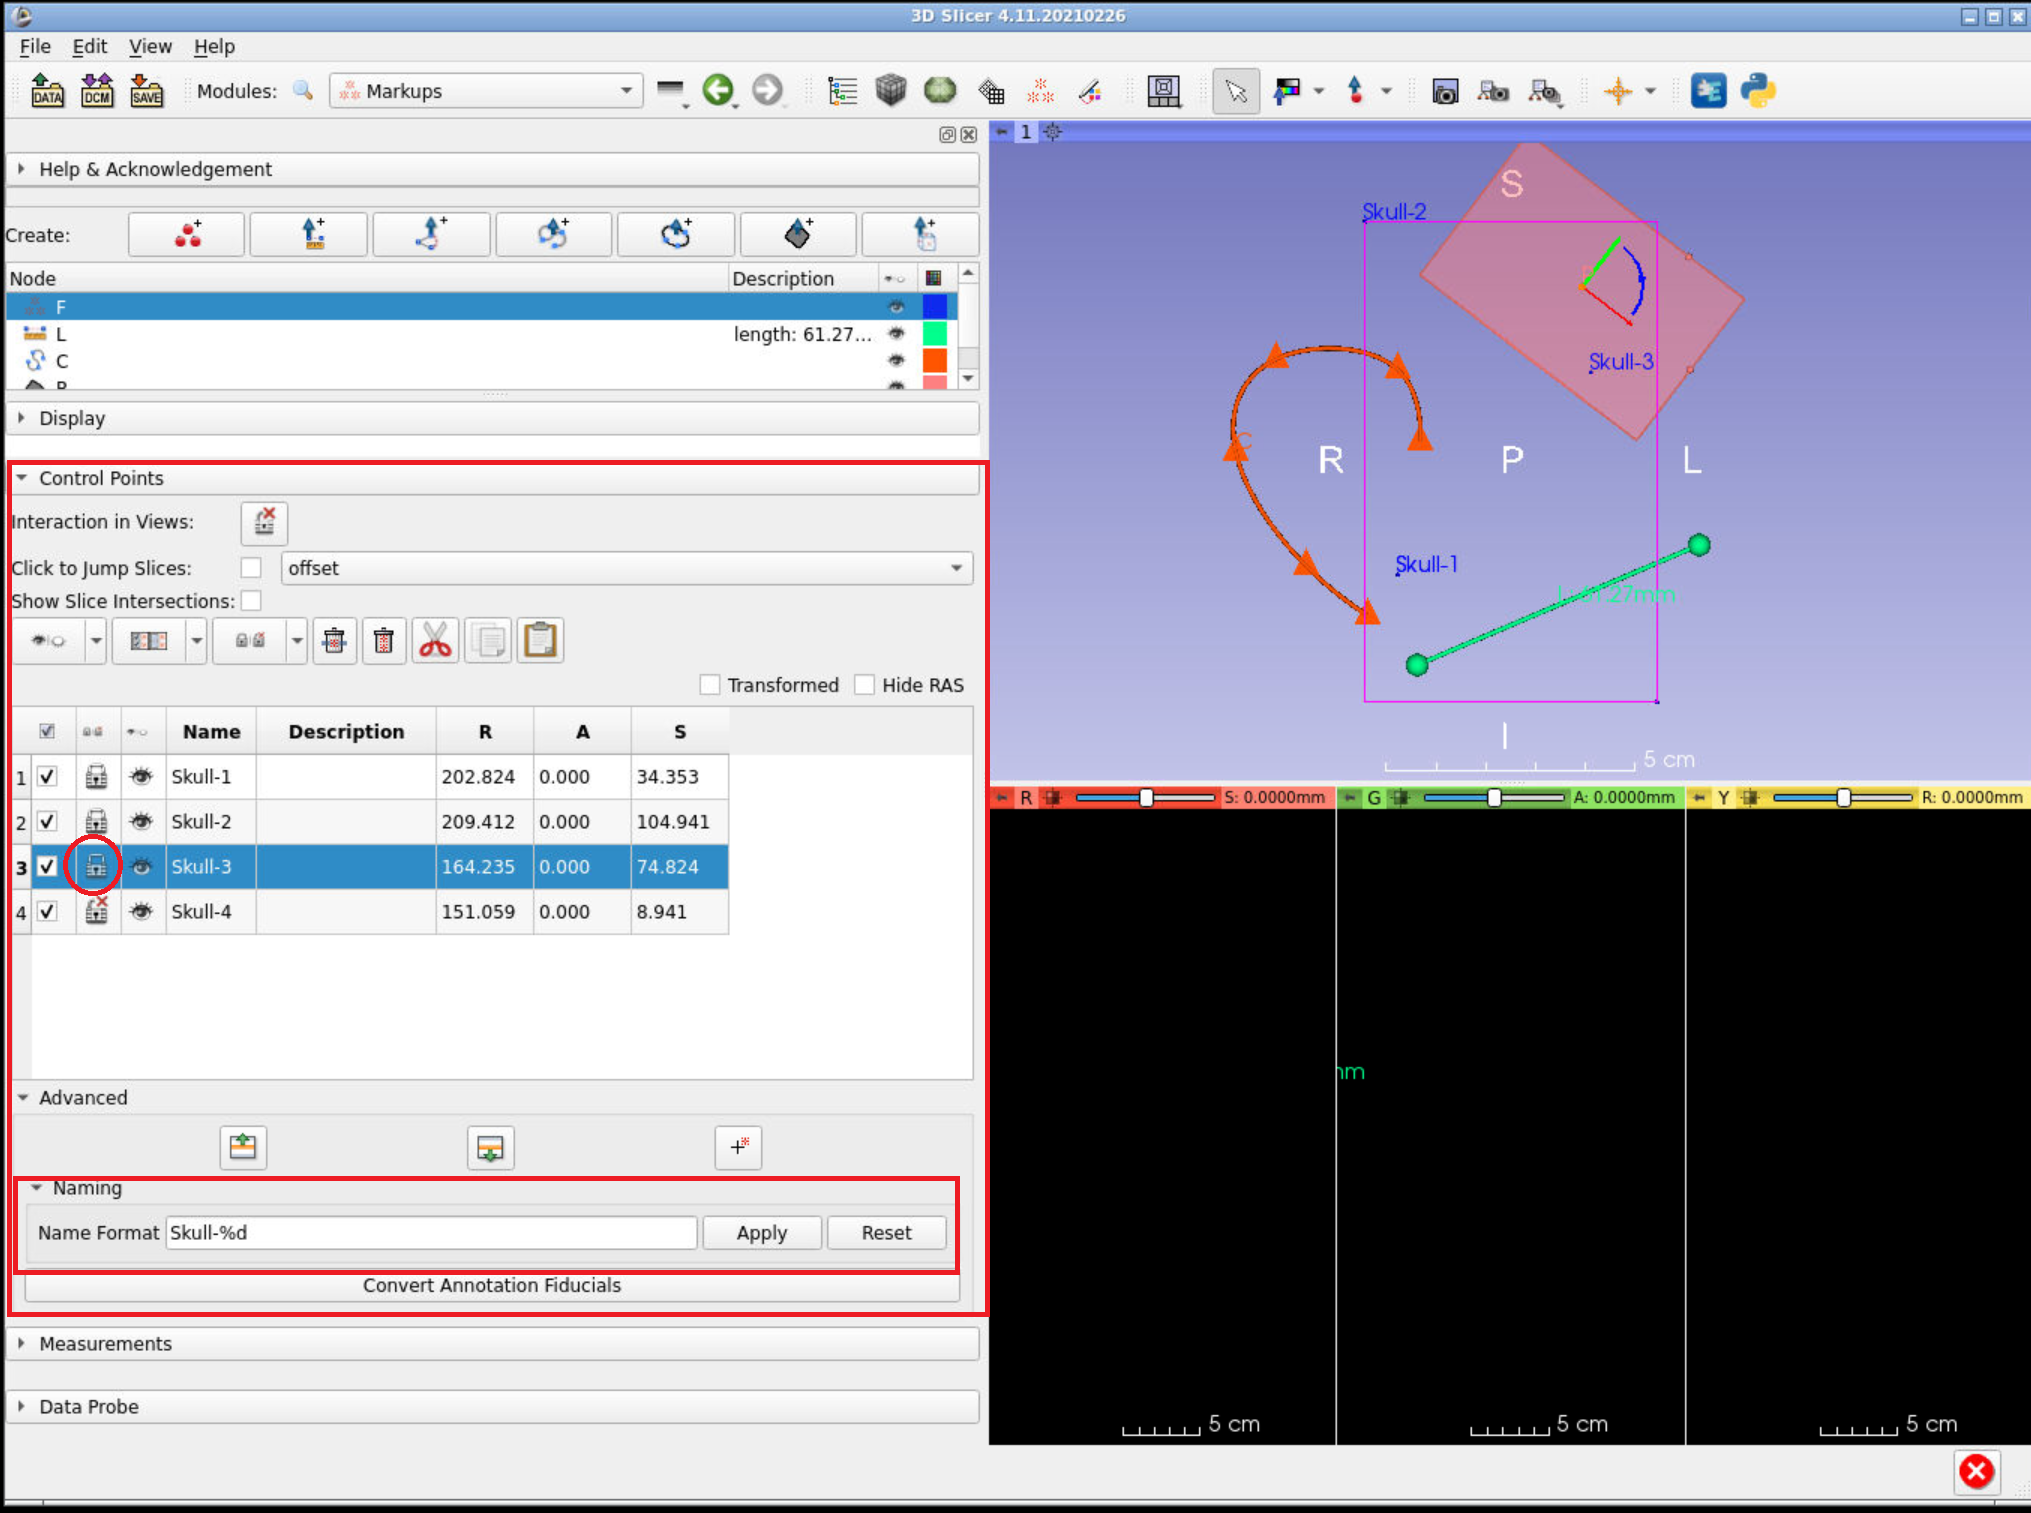 3D Slicer 4.11.20210226
File Edit View Help
DATA DCM SAVE Modules: Markups
Help & Acknowledgement
Create:
Node Description
F
L length: 61.27...
C
Display
Control Points
Interaction in Views:
Click to Jump Slices: offset
Show Slice Intersections:
Transformed Hide RAS
Name Description R A S
1 Skull-1 202.824 0.000 34.353
2 Skull-2 209.412 0.000 104.941
3 Skull-3 164.235 0.000 74.824
4 Skull-4 151.059 0.000 8.941
Advanced
Naming
Name Format Skull-%d Apply Reset
Convert Annotation Fiducials
Measurements
Data Probe
1
S
Skull-2
Skull-3
C
R P L
Skull-1
I
5 cm
R S: 0.0000mm G A: 0.0000mm Y R: 0.0000mm
5 cm 5 cm 5 cm